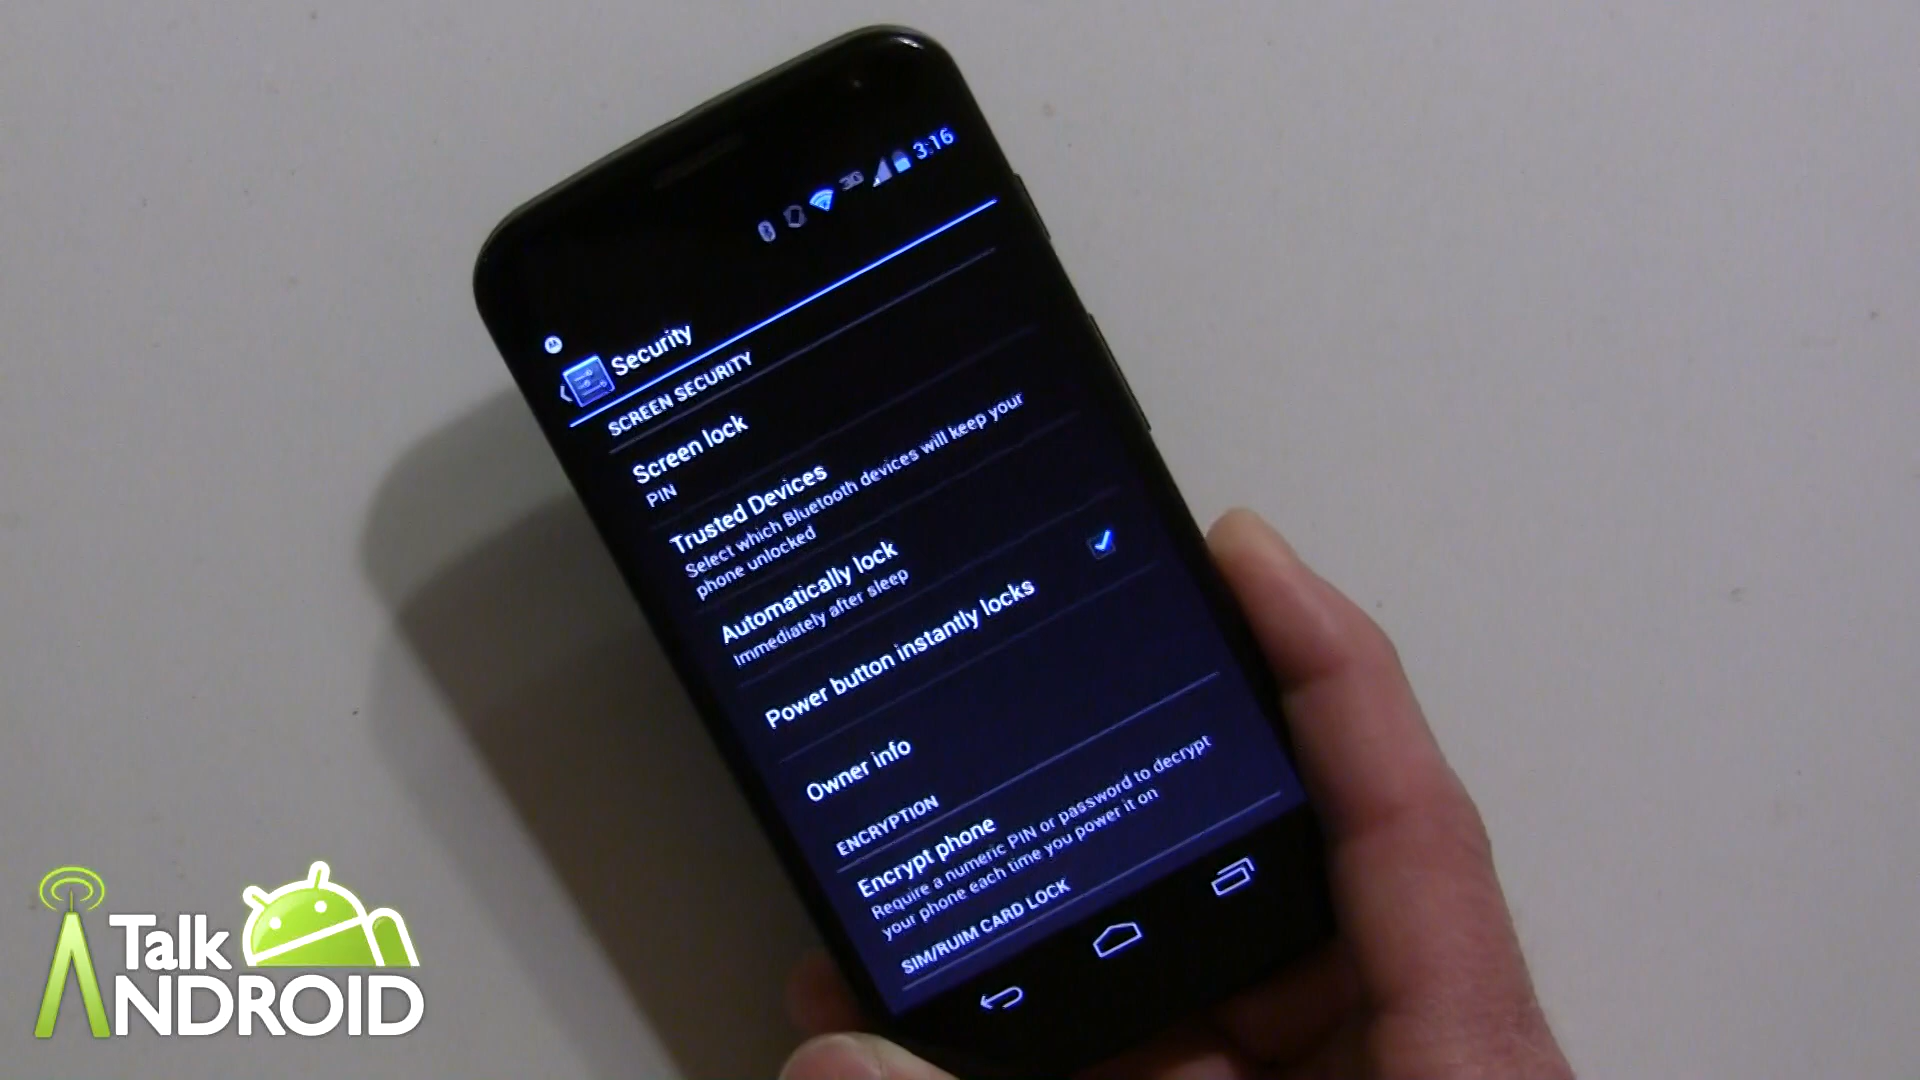 3G 3:16
Security
SCREEN SECURITY
Screen lock
PIN
Trusted Devices
Select which Bluetooth devices will keep your
phone unlocked
Automatically lock
Immediately after sleep
Power button instantly locks
Owner info
ENCRYPTION
Encrypt phone
Require a numeric PIN or password to decrypt
your phone each time you power it on
SIM/RUIM CARD LOCK
Talk
ANDROID